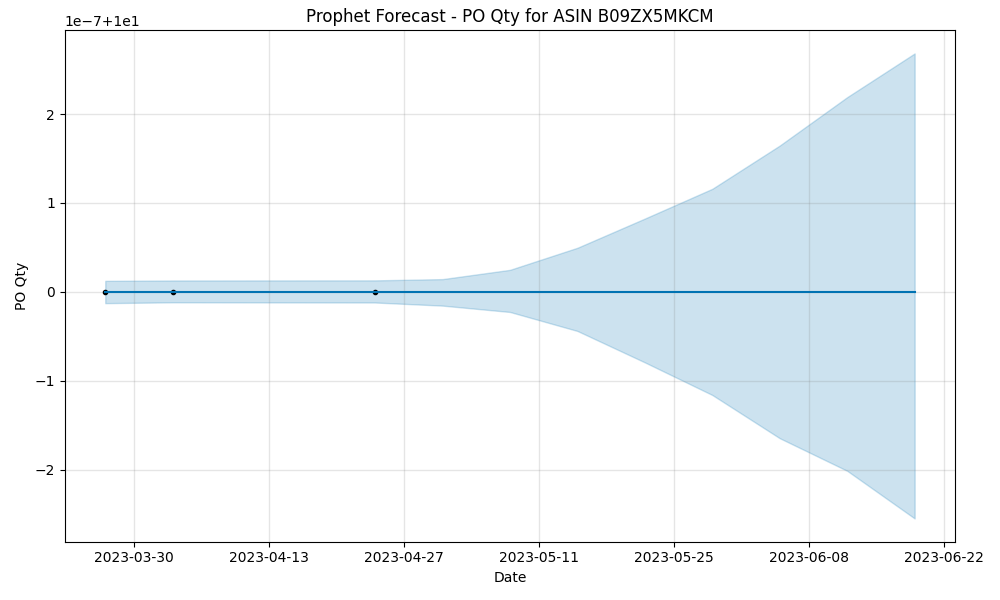 Prophet Forecast - PO Qty for ASIN B09ZX5MKCM
1e−7+1e1
2
1
0
−1
−2
PO Qty
2023-03-30 2023-04-13 2023-04-27 2023-05-11 2023-05-25 2023-06-08 2023-06-22
Date